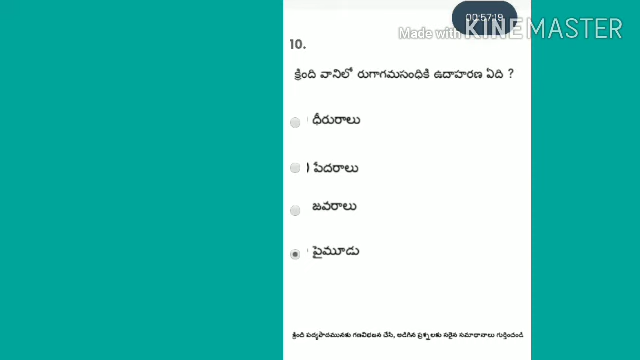 00:57:19
Made with KINEMASTER
10.
క్రింది వానిలో రుగాగమసంధికి ఉదాహరణ ఏది ?
ధీరురాలు
) పేదరాలు
జవరాలు
పైమూడు
క్రింది పద్యపాదమునకు గణవిభజన చేసి, అడిగిన ప్రశ్నలకు సరైన సమాధానాలు గుర్తించండి